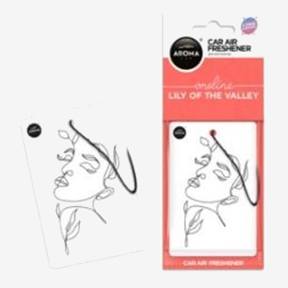 AROMA
CAR AIR
FRESHENER
oneline
LILY OF THE VALLEY
CAR AIR FRESHENER